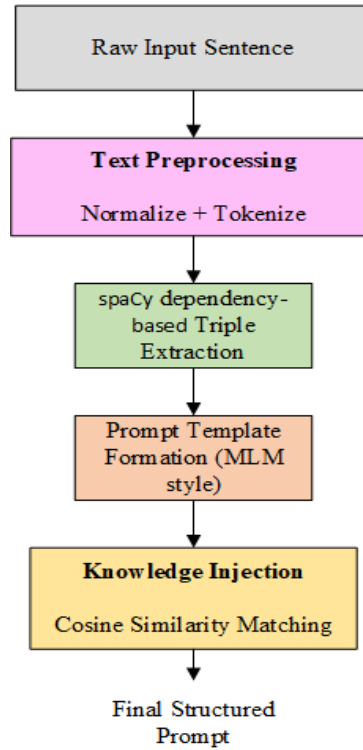 Raw Input Sentence
Text Preprocessing
Normalize + Tokenize
spaCy dependency-
based Triple
Extraction
Prompt Template
Formation (MLM
style)
Knowledge Injection
Cosine Similarity Matching
Final Structured
Prompt